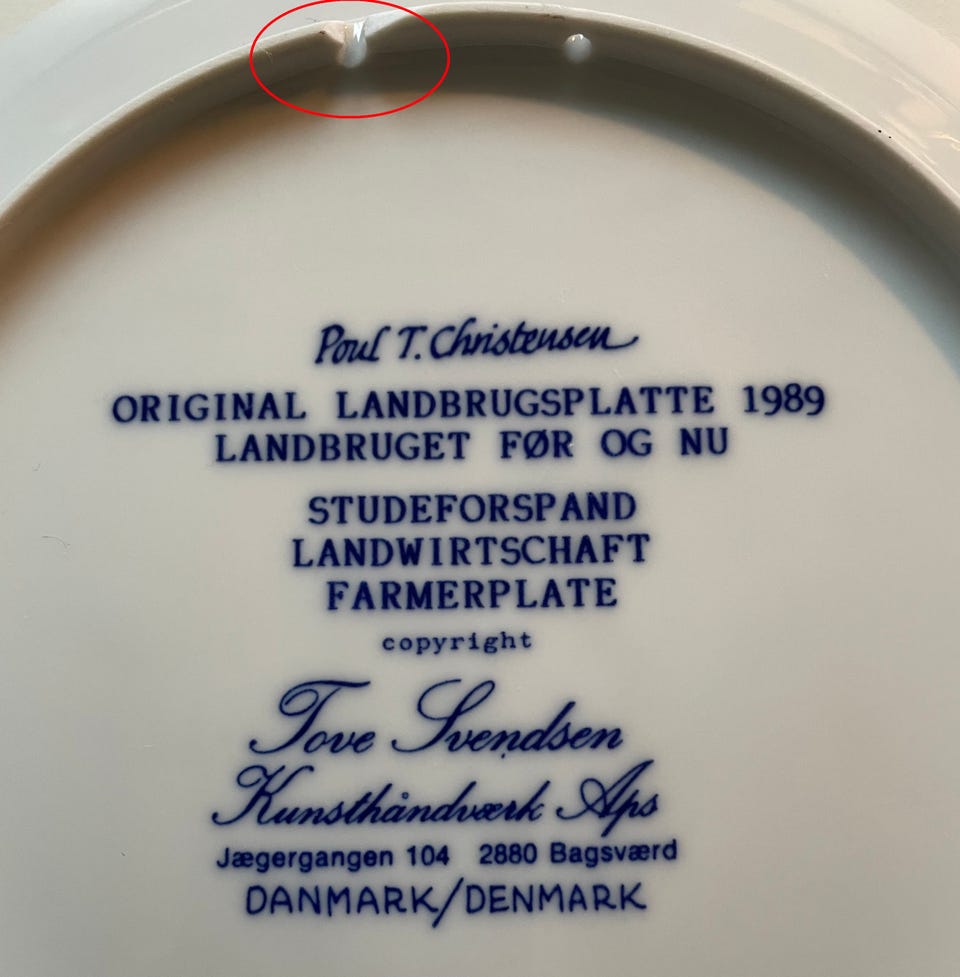 Poul T. Christensen
ORIGINAL LANDBRUGSPLATTE 1989
LANDBRUGET FØR OG NU
STUDEFORSPAND
LANDWIRTSCHAFT
FARMERPLATE
copyright
Tove Svendsen
Kunsthåndværk Aps
Jægergangen 104 2880 Bagsværd
DANMARK/DENMARK